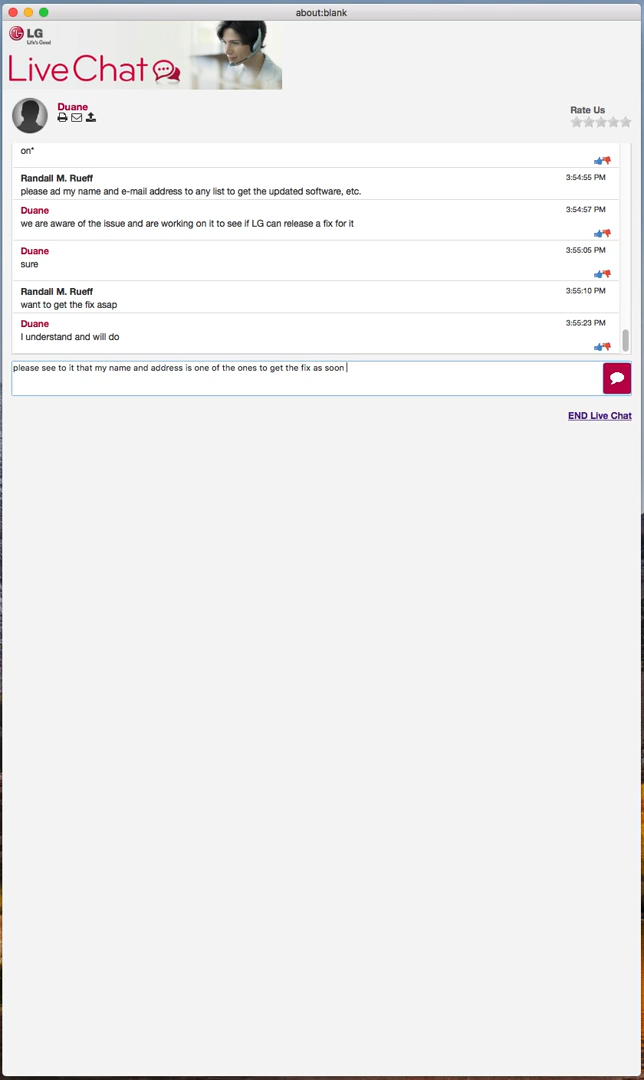 about:blank
LG
Life's Good
LiveChat
Duane
Rate Us
on*
Randall M. Rueff 3:54:55 PM
please ad my name and e-mail address to any list to get the updated software, etc.
Duane 3:54:57 PM
we are aware of the issue and are working on it to see if LG can release a fix for it
Duane 3:55:05 PM
sure
Randall M. Rueff 3:55:10 PM
want to get the fix asap
Duane 3:55:23 PM
I understand and will do
please see to it that my name and address is one of the ones to get the fix as soon
END Live Chat